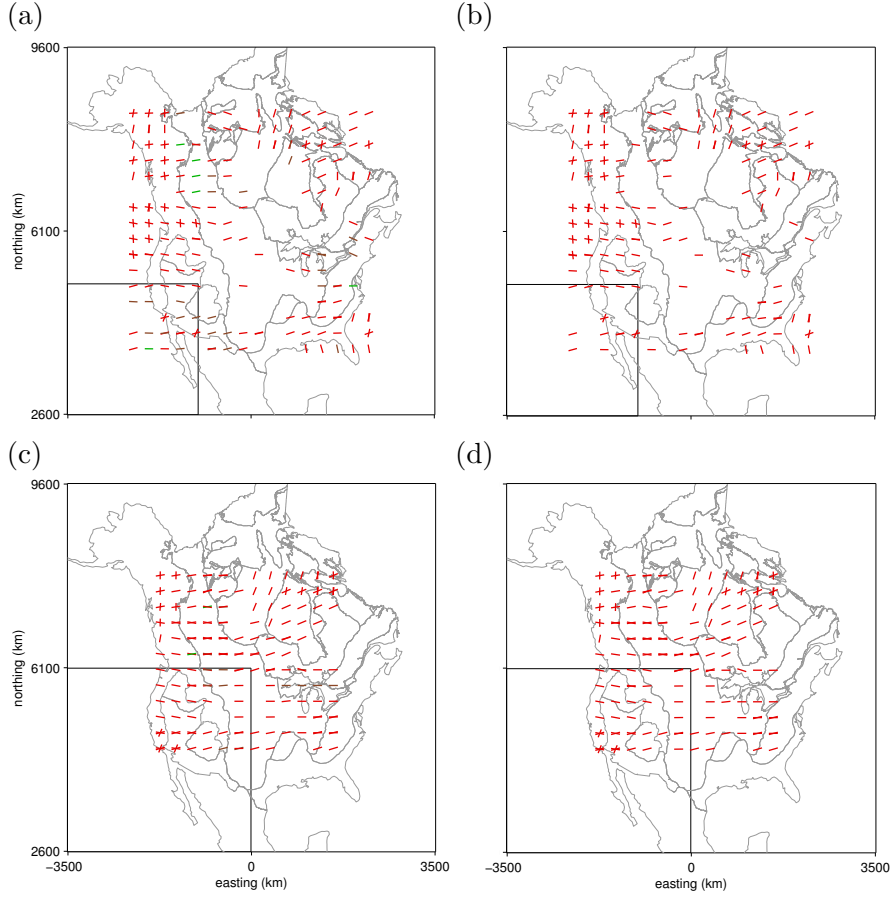 (a)
(b)
9600
6100
2600
northing (km)
(c)
(d)
9600
6100
2600
northing (km)
−3500
0
3500
easting (km)
−3500
0
3500
easting (km)